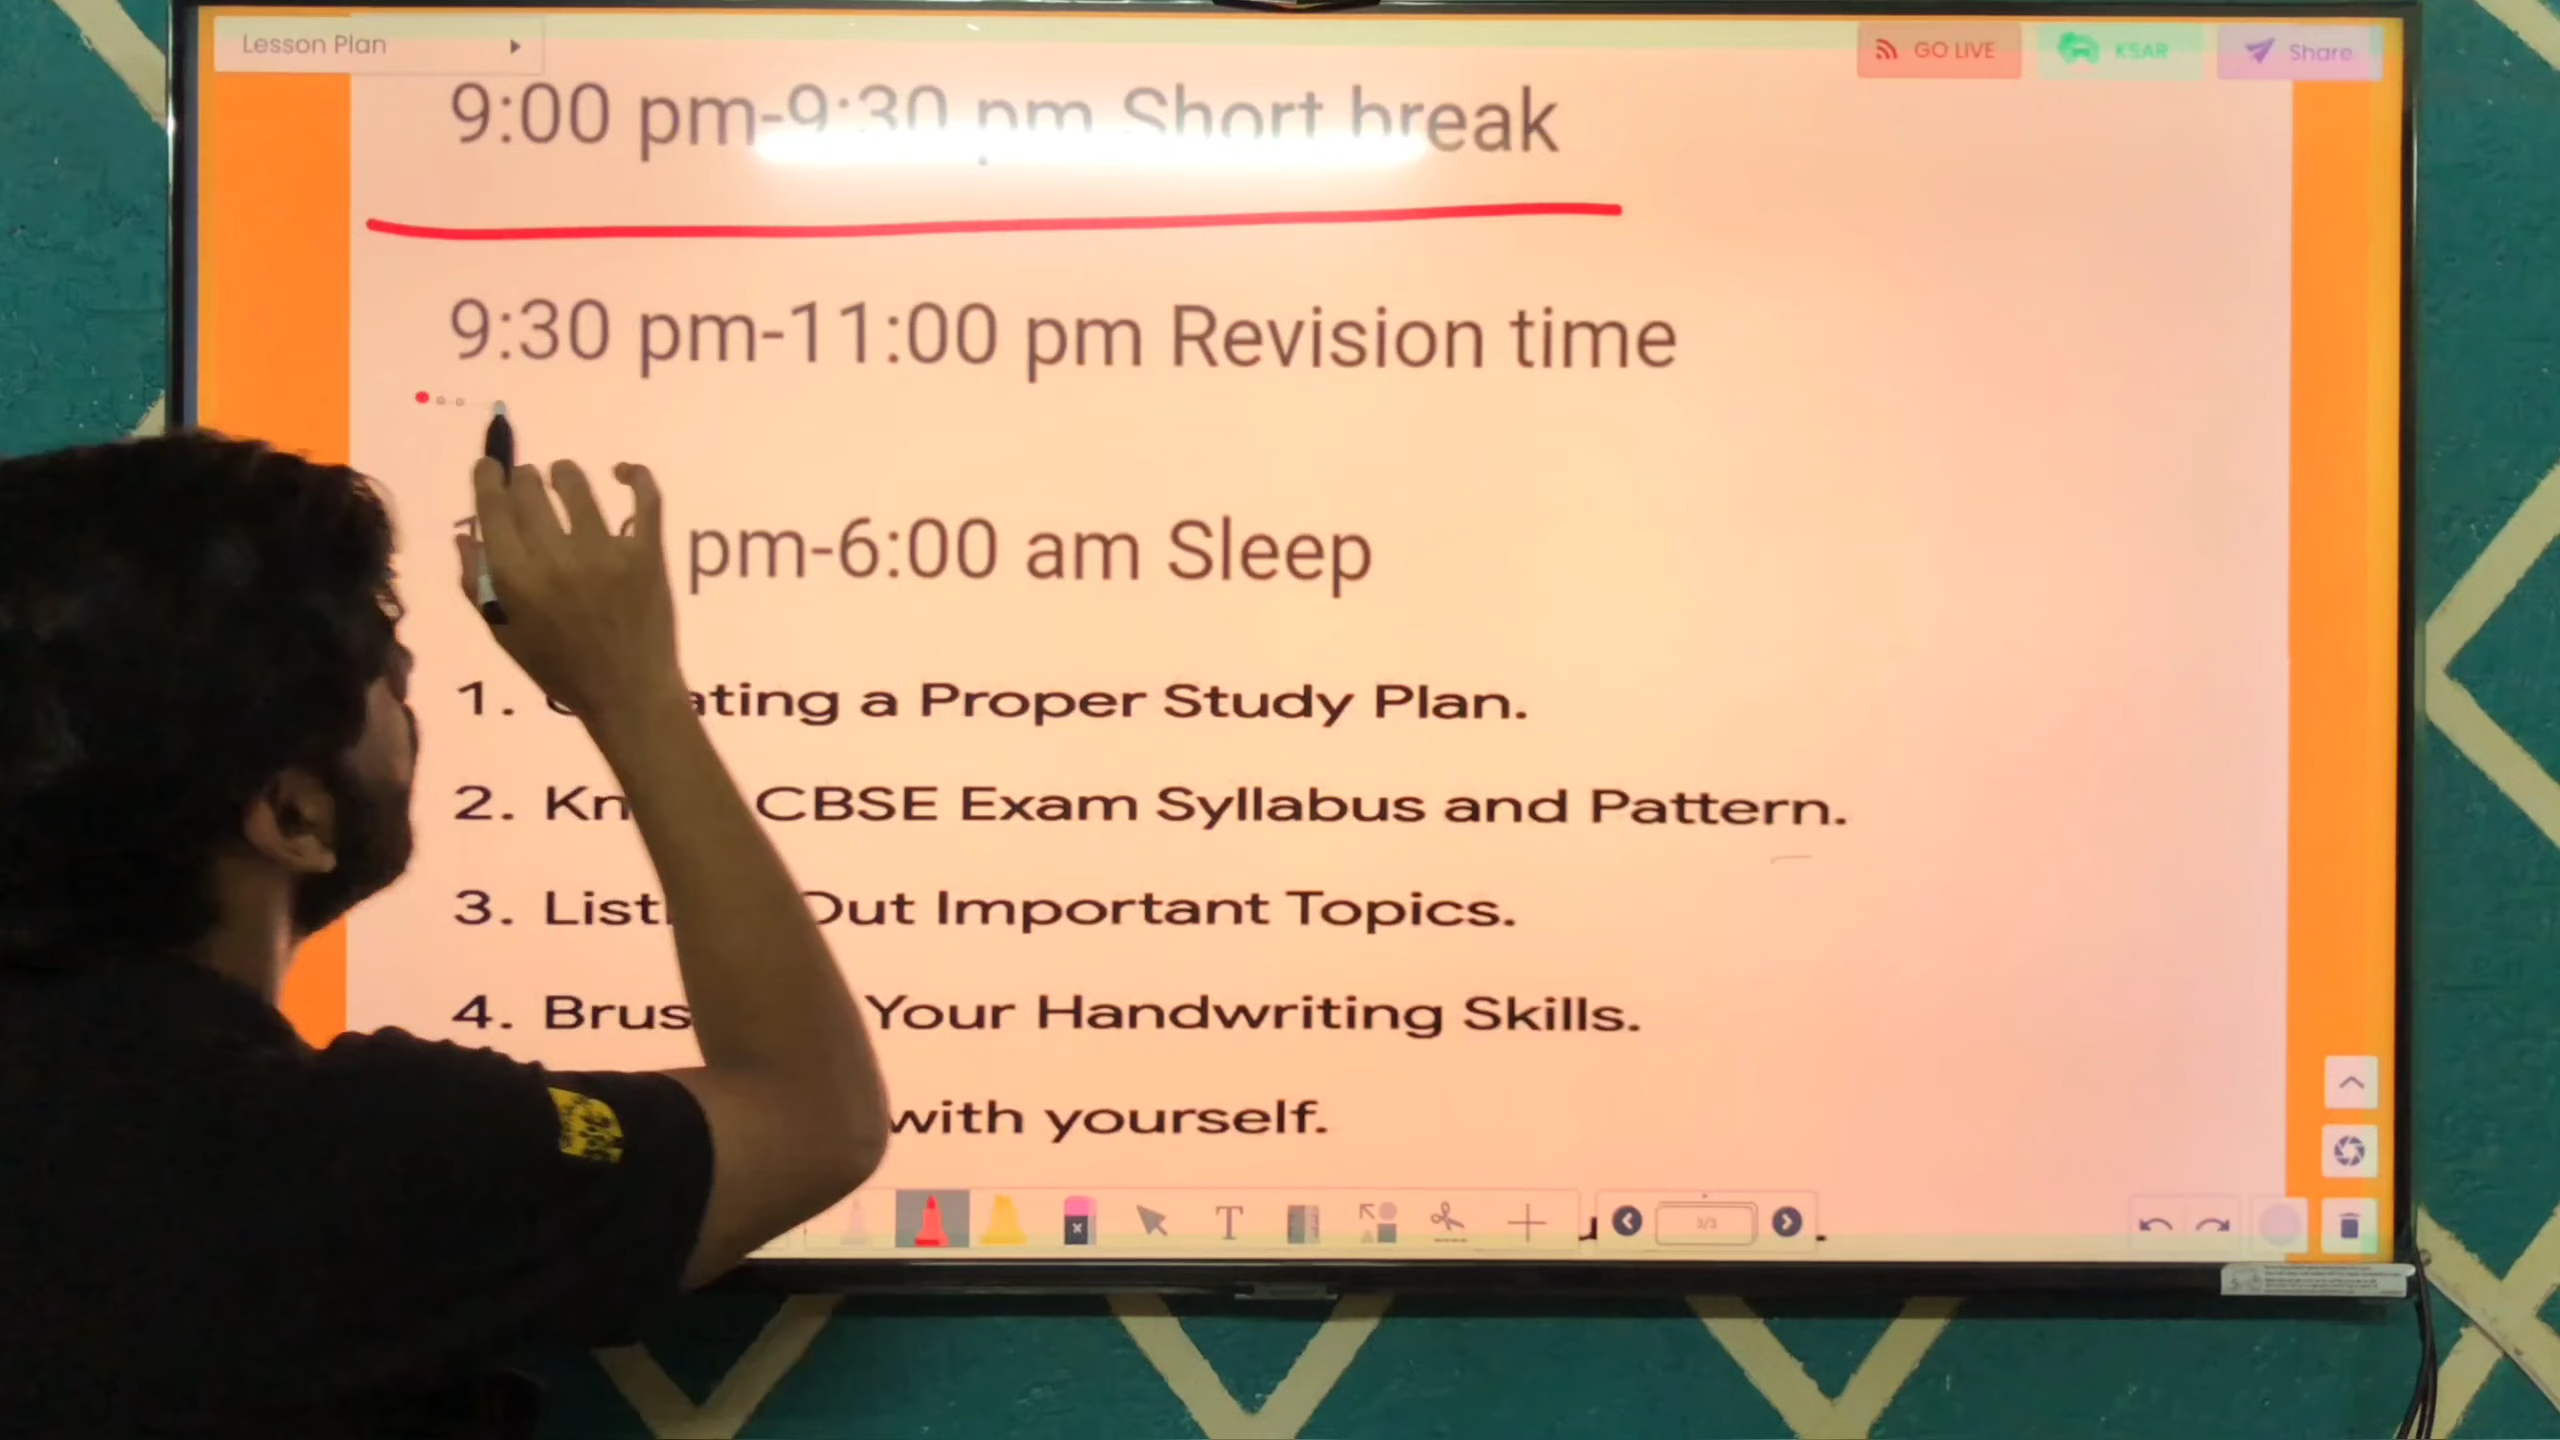 Lesson Plan
GO LIVE
KSAR
Share
9:00 pm-9:30 pm Short break
9:30 pm-11:00 pm Revision time
pm-6:00 am Sleep
1. ating a Proper Study Plan.
2. Kn CBSE Exam Syllabus and Pattern.
3. List Out Important Topics.
4. Brus Your Handwriting Skills.
with yourself.
T
3/3